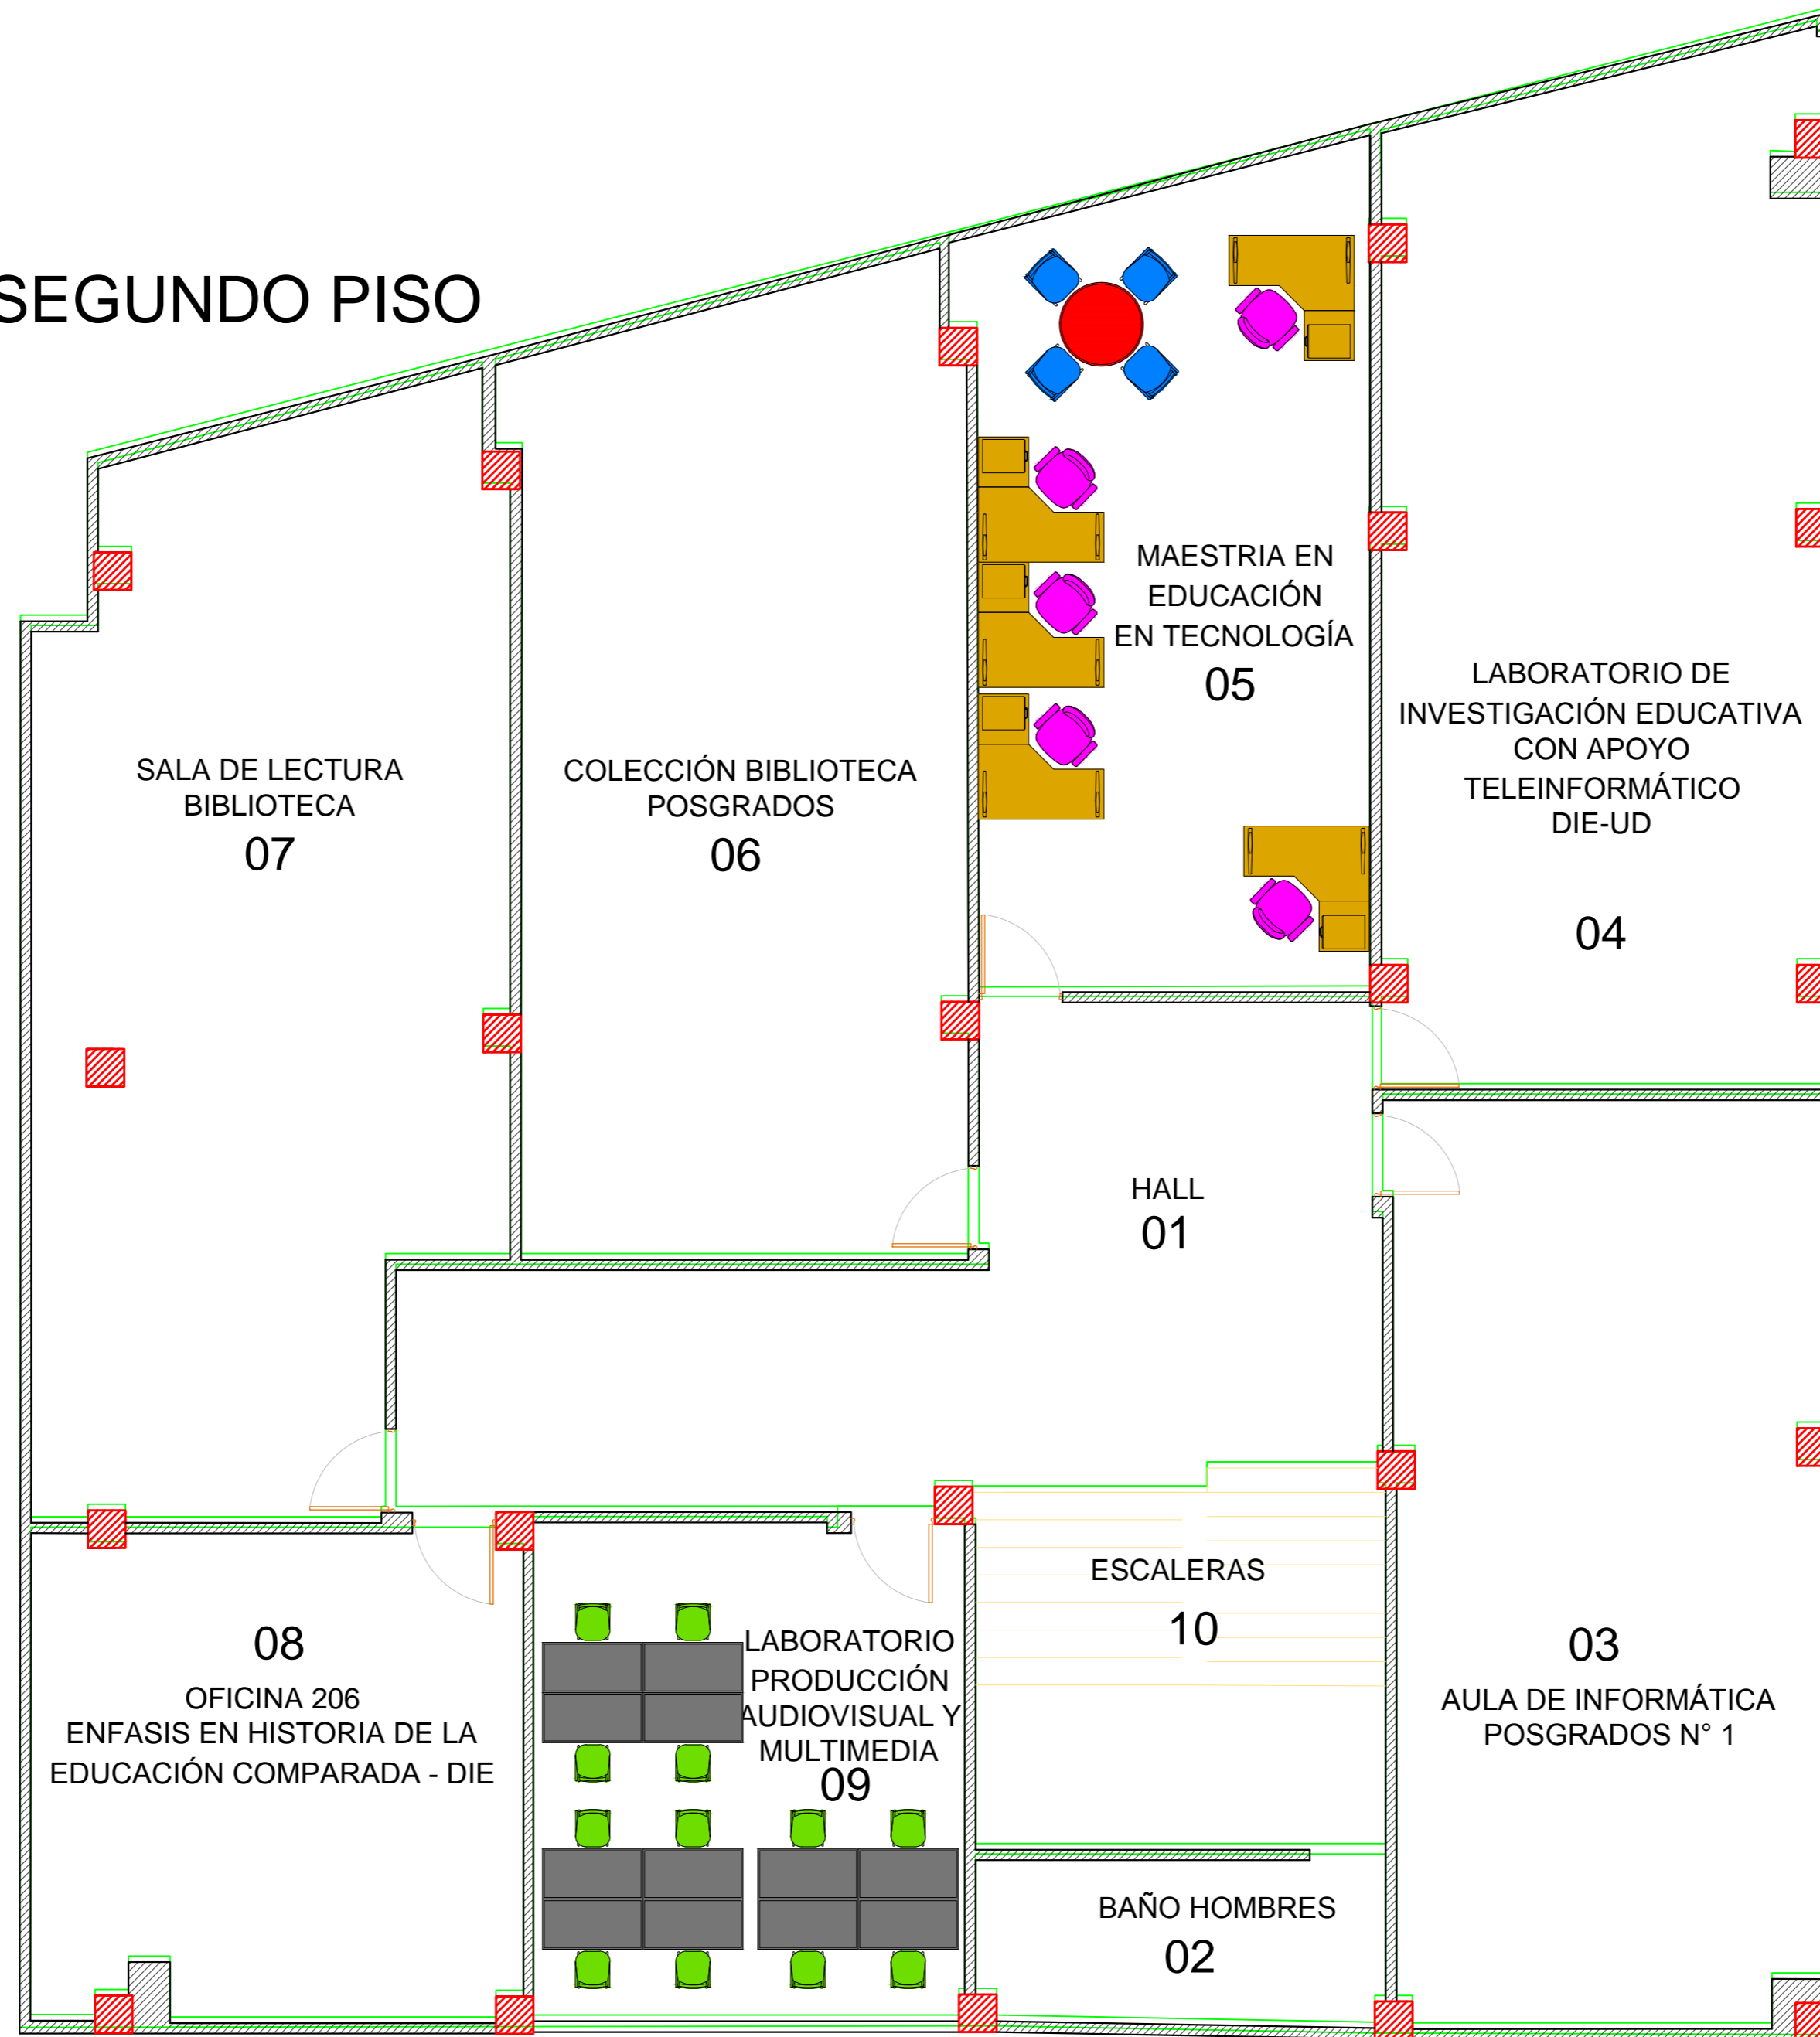 SEGUNDO PISO
MAESTRIA EN
EDUCACIÓN
EN TECNOLOGÍA
05
LABORATORIO DE
INVESTIGACIÓN EDUCATIVA
CON APOYO
TELEINFORMÁTICO
DIE-UD
04
SALA DE LECTURA
BIBLIOTECA
07
COLECCIÓN BIBLIOTECA
POSGRADOS
06
HALL
01
ESCALERAS
10
08
OFICINA 206
ENFASIS EN HISTORIA DE LA
EDUCACIÓN COMPARADA - DIE
LABORATORIO
PRODUCCIÓN
AUDIOVISUAL Y
MULTIMEDIA
09
03
AULA DE INFORMÁTICA
POSGRADOS N° 1
BAÑO HOMBRES
02